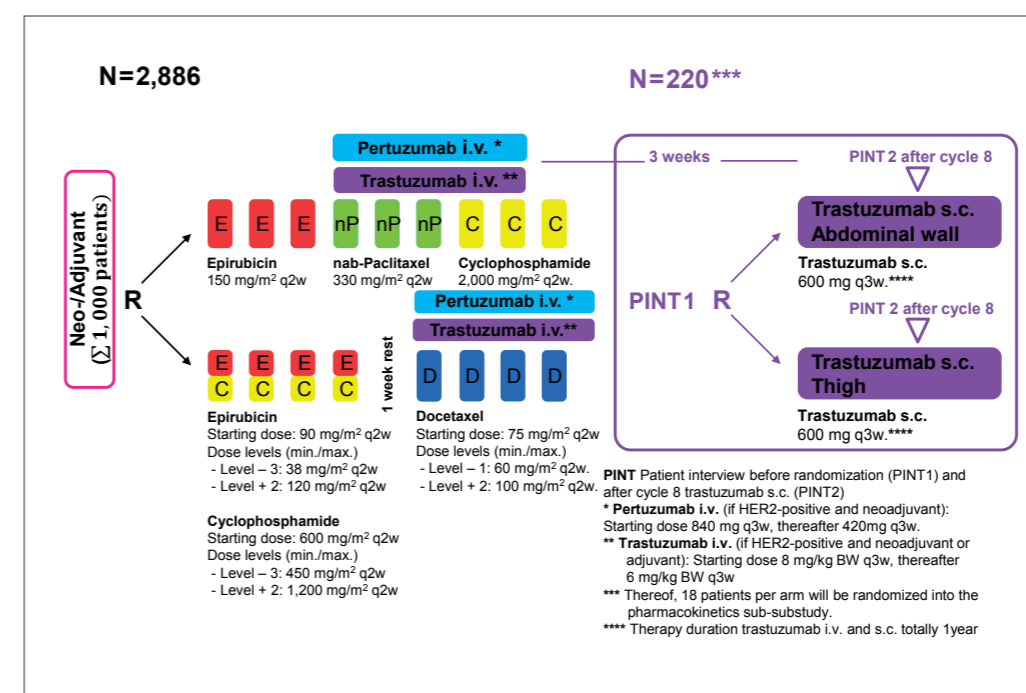 N=2,886
N=220***
Neo-/Adjuvant
(∑ 1, 000 patients)
R
Pertuzumab i.v. *
Trastuzumab i.v. **
E E E nP nP nP C C C
Epirubicin
150 mg/m² q2w
nab-Paclitaxel
330 mg/m² q2w
Cyclophosphamide
2,000 mg/m² q2w.
Pertuzumab i.v. *
Trastuzumab i.v.**
E E E E
C C C C
1 week rest
D D D D
Epirubicin
Starting dose: 90 mg/m² q2w
Dose levels (min./max.)
- Level – 3: 38 mg/m² q2w
- Level + 2: 120 mg/m² q2w
Cyclophosphamide
Starting dose: 600 mg/m² q2w
Dose levels (min./max.)
- Level – 3: 450 mg/m² q2w
- Level + 2: 1,200 mg/m² q2w
Docetaxel
Starting dose: 75 mg/m² q2w
Dose levels (min./max.)
- Level – 1: 60 mg/m² q2w.
- Level + 2: 100 mg/m² q2w.
3 weeks
PINT 2 after cycle 8
Trastuzumab s.c.
Abdominal wall
Trastuzumab s.c.
600 mg q3w.****
PINT1 R
PINT 2 after cycle 8
Trastuzumab s.c.
Thigh
Trastuzumab s.c.
600 mg q3w.****
PINT Patient interview before randomization (PINT1) and
after cycle 8 trastuzumab s.c. (PINT2)
* Pertuzumab i.v. (if HER2-positive and neoadjuvant):
Starting dose 840 mg q3w, thereafter 420mg q3w.
** Trastuzumab i.v. (if HER2-positive and neoadjuvant or
adjuvant): Starting dose 8 mg/kg BW q3w, thereafter
6 mg/kg BW q3w
*** Thereof, 18 patients per arm will be randomized into the
pharmacokinetics sub-substudy.
**** Therapy duration trastuzumab i.v. and s.c. totally 1year